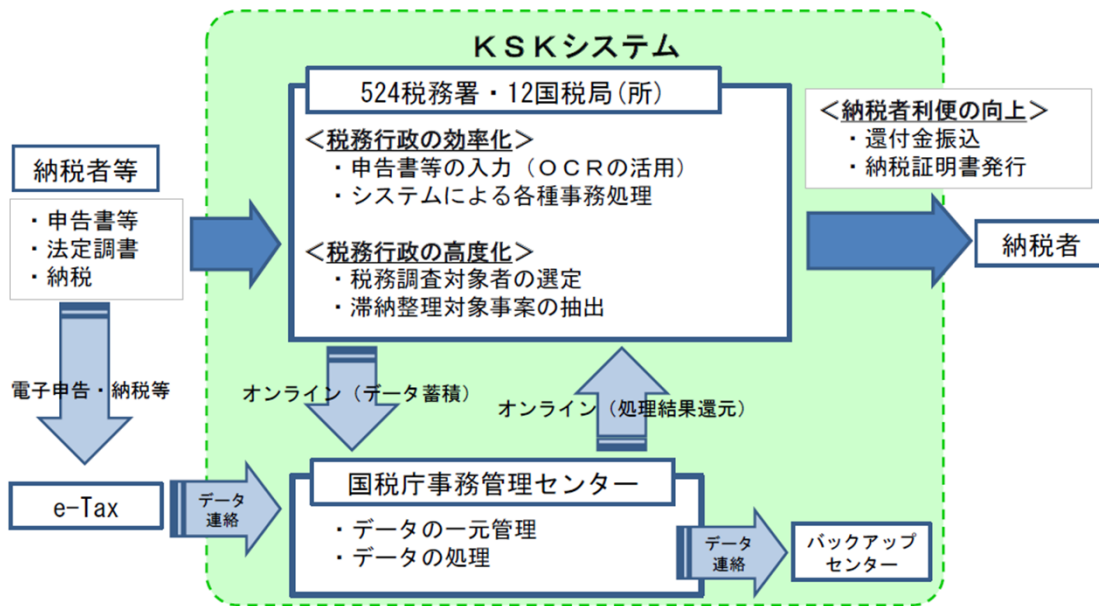 KSKシステム
524税務署・12国税局(所)
＜税務行政の効率化＞
・申告書等の入力（OCRの活用）
・システムによる各種事務処理
＜税務行政の高度化＞
・税務調査対象者の選定
・滞納整理対象事案の抽出
納税者等
・申告書等
・法定調書
・納税
＜納税者利便の向上＞
・還付金振込
・納税証明書発行
納税者
電子申告・納税等
オンライン（データ蓄積）
オンライン（処理結果還元）
e-Tax
データ
連絡
国税庁事務管理センター
・データの一元管理
・データの処理
データ
連絡
バックアップ
センター